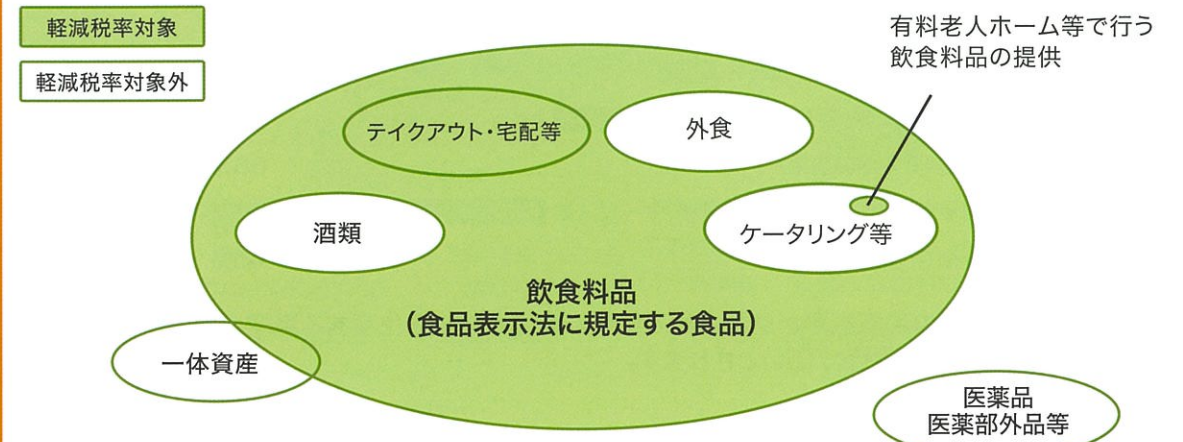 軽減税率対象
軽減税率対象外
有料老人ホーム等で行う
飲食料品の提供
テイクアウト・宅配等
外食
酒類
ケータリング等
飲食料品
（食品表示法に規定する食品）
一体資産
医薬品
医薬部外品等